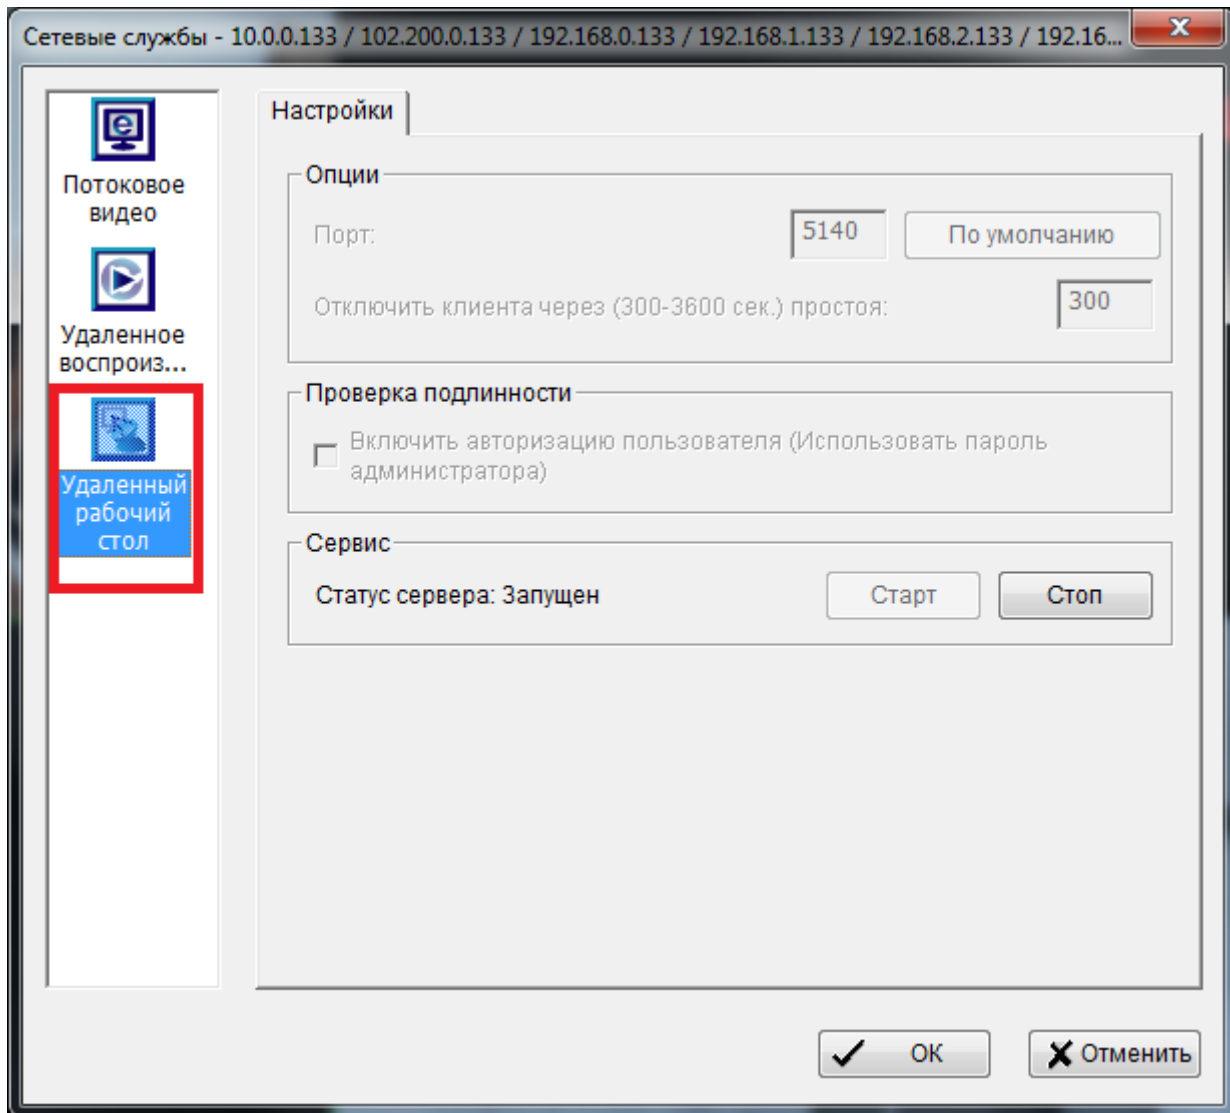 Сетевые службы - 10.0.0.133 / 102.200.0.133 / 192.168.0.133 / 192.168.1.133 / 192.168.2.133 / 192.16...
Потоковое
видео
Удаленное
воспроиз...
Удаленный
рабочий
стол
Настройки
Опции
Порт: 5140 По умолчанию
Отключить клиента через (300-3600 сек.) простоя: 300
Проверка подлинности
Включить авторизацию пользователя (Использовать пароль
администратора)
Сервис
Статус сервера: Запущен Старт Стоп
ОК Отменить